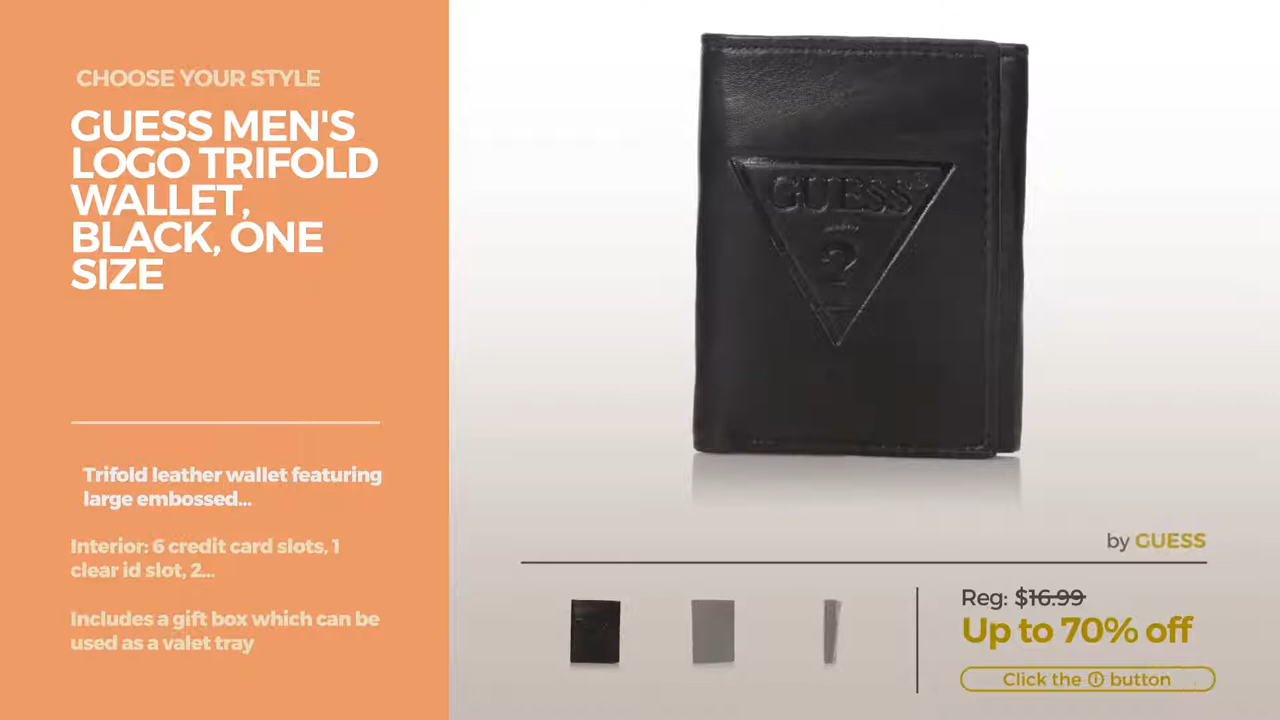 CHOOSE YOUR STYLE
GUESS MEN'S
LOGO TRIFOLD
WALLET,
BLACK, ONE
SIZE
Trifold leather wallet featuring
large embossed...
Interior: 6 credit card slots, 1
clear id slot, 2...
Includes a gift box which can be
used as a valet tray
GUESS
?
by GUESS
Reg: $16.99
Up to 70% off
Click the ⓘ button